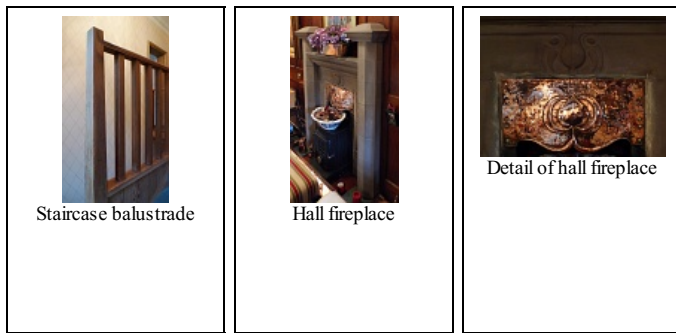 Staircase balustrade
Hall fireplace
Detail of hall fireplace